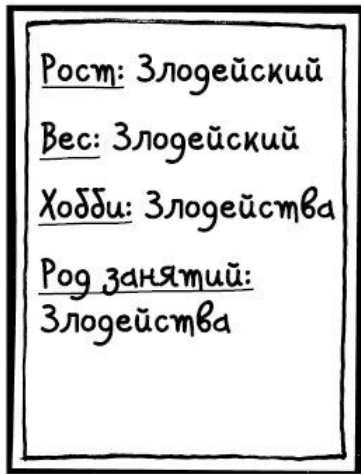 Рост: Злодейский
Вес: Злодейский
Хобби: Злодейства
Род занятий:
Злодейства